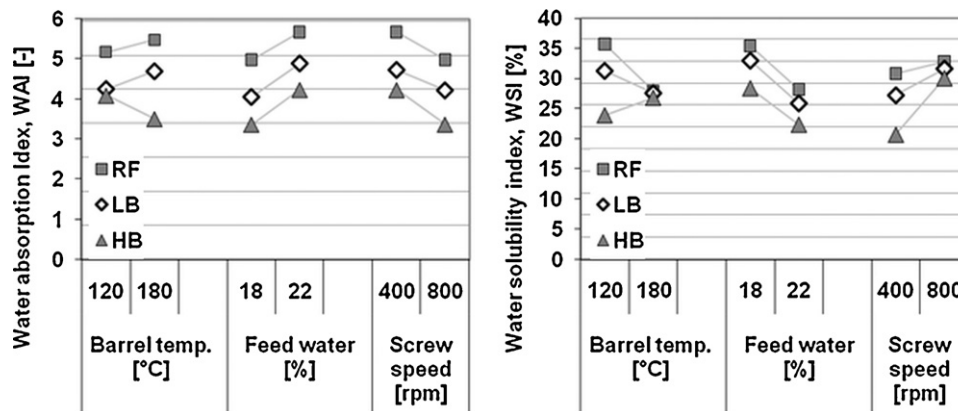 Water absorption Idex, WAI [-]
6
5
4
3
2
1
0
RF
LB
HB
120 180 18 22 400 800
Barrel temp. Feed water Screw
[°C] [%] speed
[rpm]
Water solubility index, WSI [%]
40
35
30
25
20
15
10
5
0
RF
LB
HB
120 180 18 22 400 800
Barrel temp. Feed water Screw
[°C] [%] speed
[rpm]